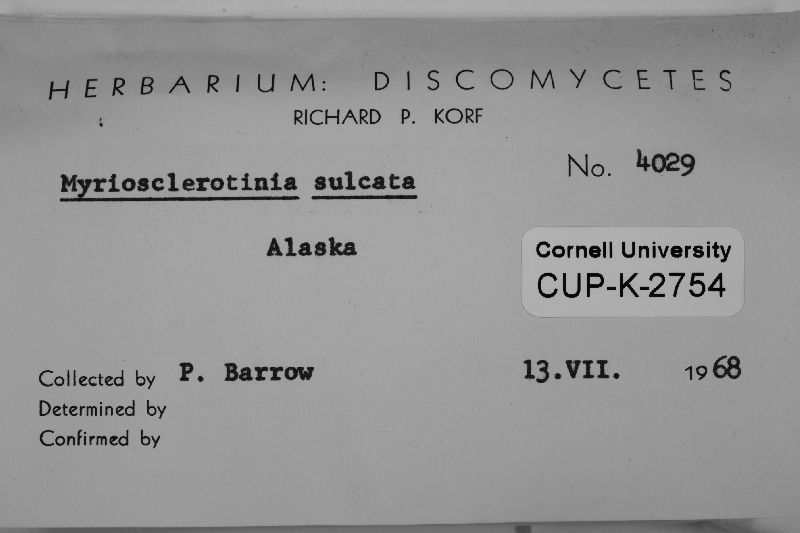 HERBARIUM: DISCOMYCETES
RICHARD P. KORF
No. 4029
Myriosclerotinia sulcata
Alaska
Cornell University
CUP-K-2754
Collected by P. Barrow 13.VII. 1968
Determined by
Confirmed by